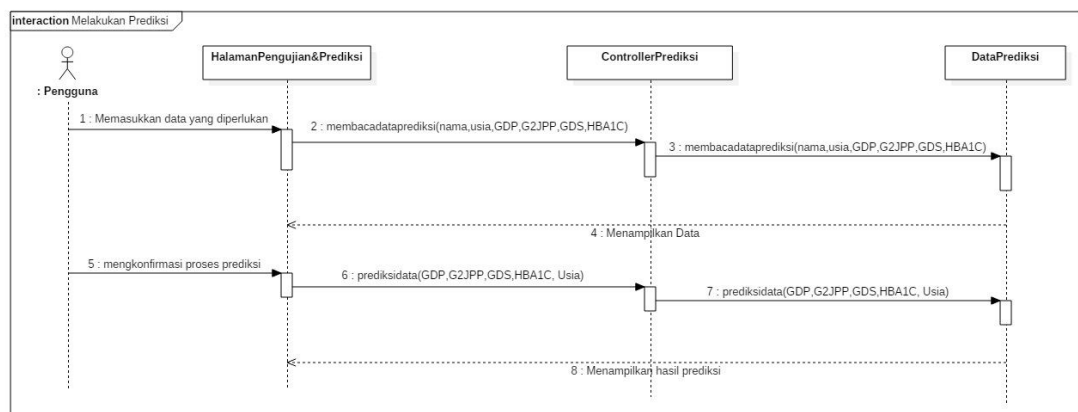 interaction Melakukan Prediksi
HalamanPengujian&Prediksi
ControllerPrediksi
DataPrediksi
: Pengguna
1 : Memasukkan data yang diperlukan
2 : membacadataprediksi(nama,usia,GDP,G2JPP,GDS,HBA1C)
3 : membacadataprediksi(nama,usia,GDP,G2JPP,GDS,HBA1C)
4 : Menampilkan Data
5 : mengkonfirmasi proses prediksi
6 : prediksidata(GDP,G2JPP,GDS,HBA1C, Usia)
7 : prediksidata(GDP,G2JPP,GDS,HBA1C, Usia)
8 : Menampilkan hasil prediksi